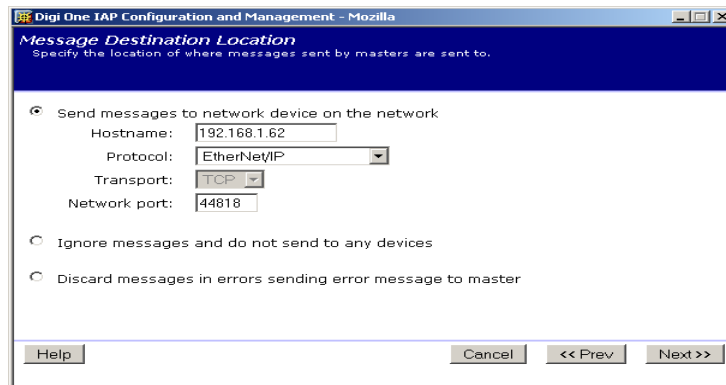 Digi One IAP Configuration and Management - Mozilla
Message Destination Location
Specify the location of where messages sent by masters are sent to.
Send messages to network device on the network
Hostname: 192.168.1.62
Protocol: EtherNet/IP
Transport: TCP
Network port: 44818
Ignore messages and do not send to any devices
Discard messages in errors sending error message to master
Help Cancel << Prev Next >>